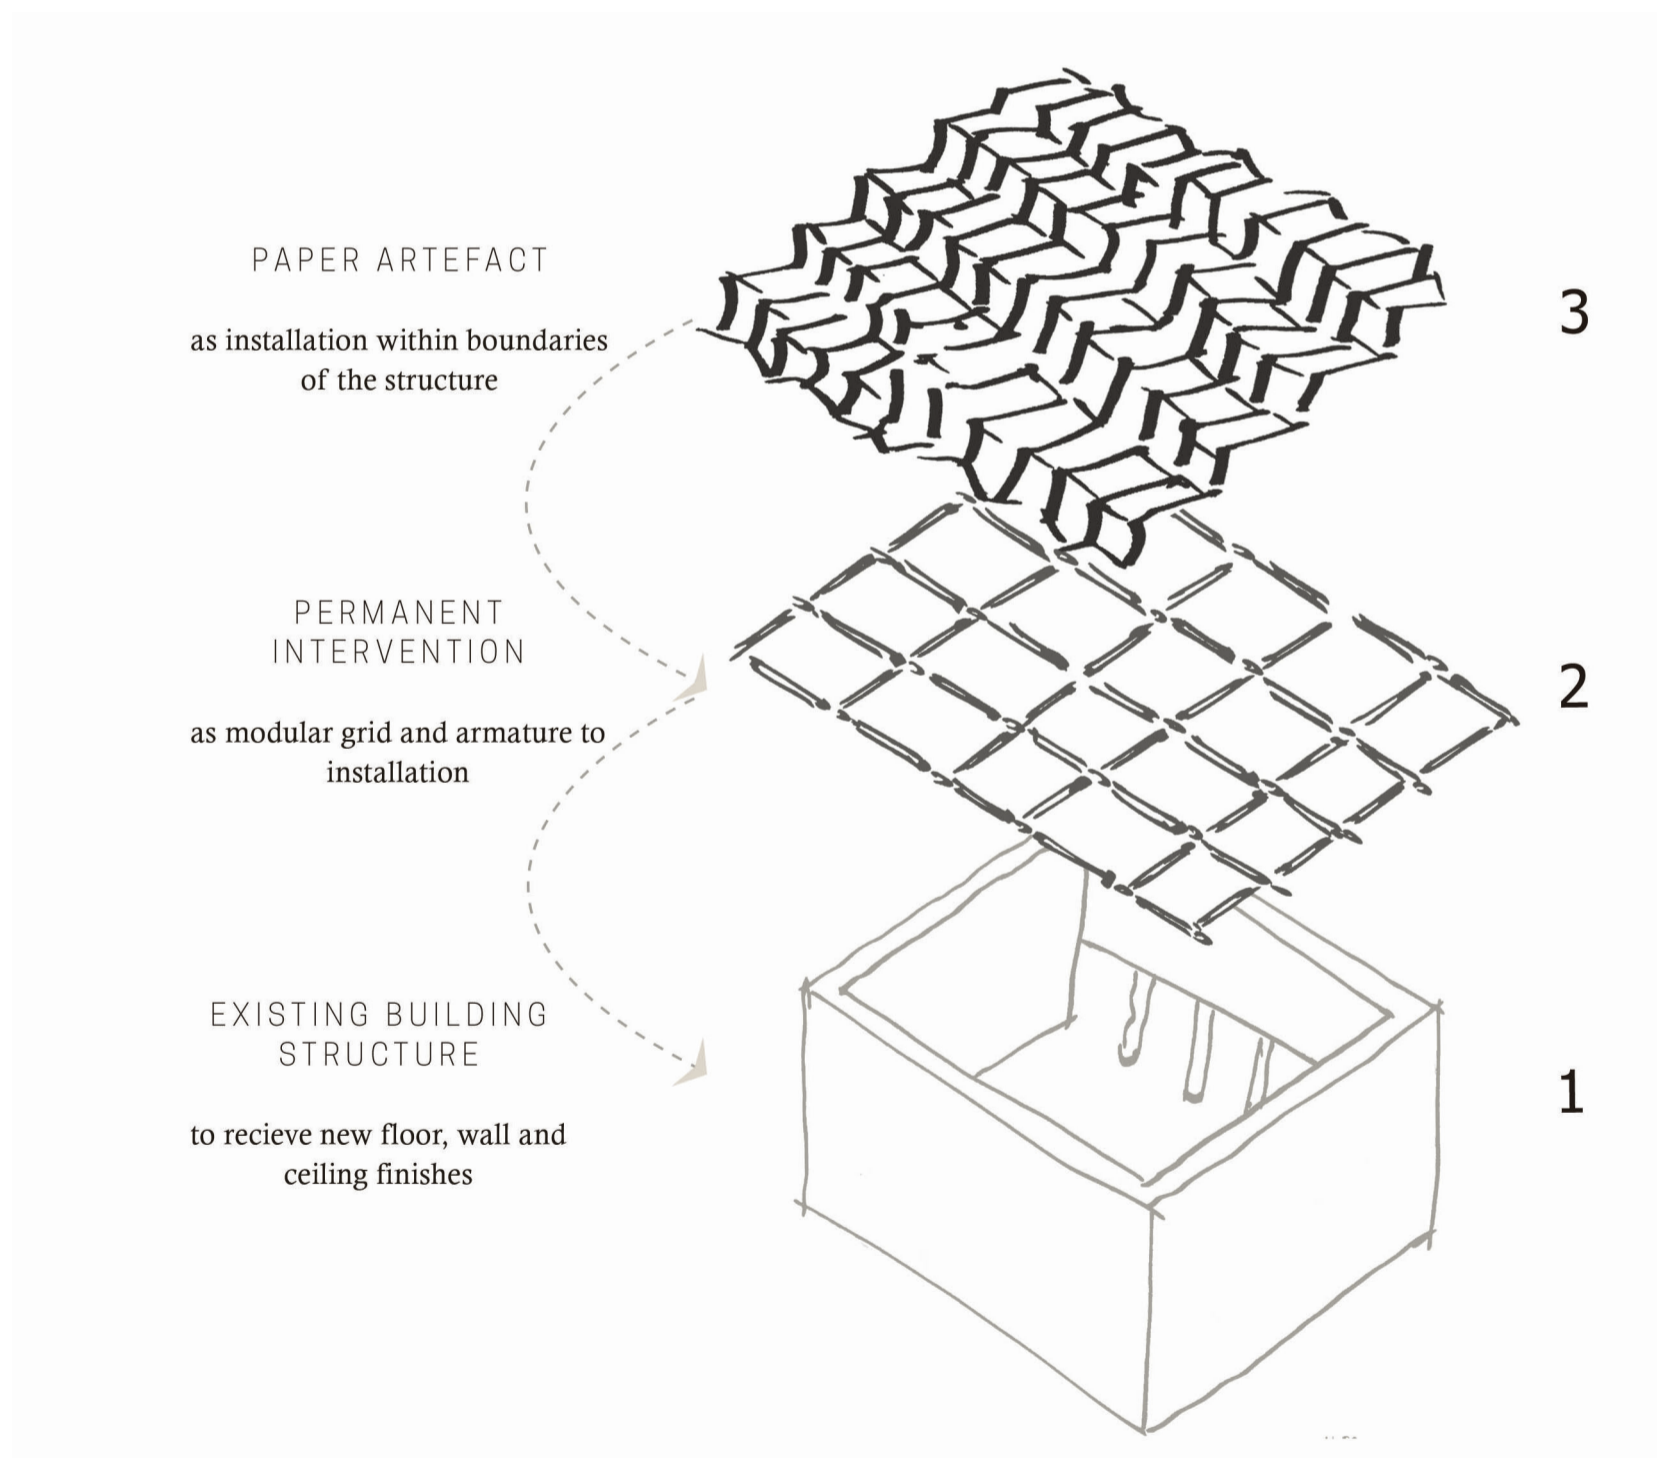 PAPER ARTEFACT
as installation within boundaries
of the structure
3
PERMANENT
INTERVENTION
as modular grid and armature to
installation
2
EXISTING BUILDING
STRUCTURE
to recieve new floor, wall and
ceiling finishes
1